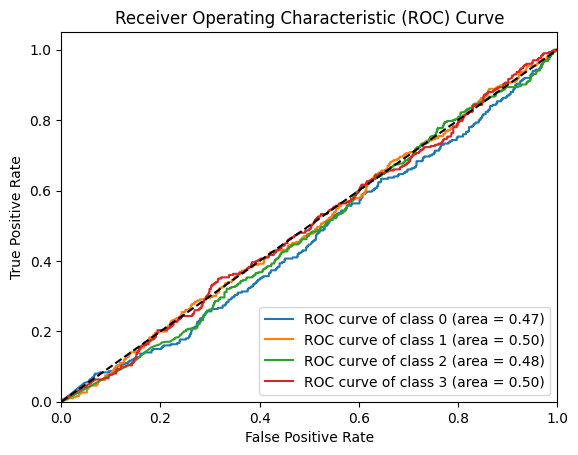 Receiver Operating Characteristic (ROC) Curve
1.0
0.8
0.6
0.4
0.2
0.0
True Positive Rate
ROC curve of class 0 (area = 0.47)
ROC curve of class 1 (area = 0.50)
ROC curve of class 2 (area = 0.48)
ROC curve of class 3 (area = 0.50)
0.0 0.2 0.4 0.6 0.8 1.0
False Positive Rate